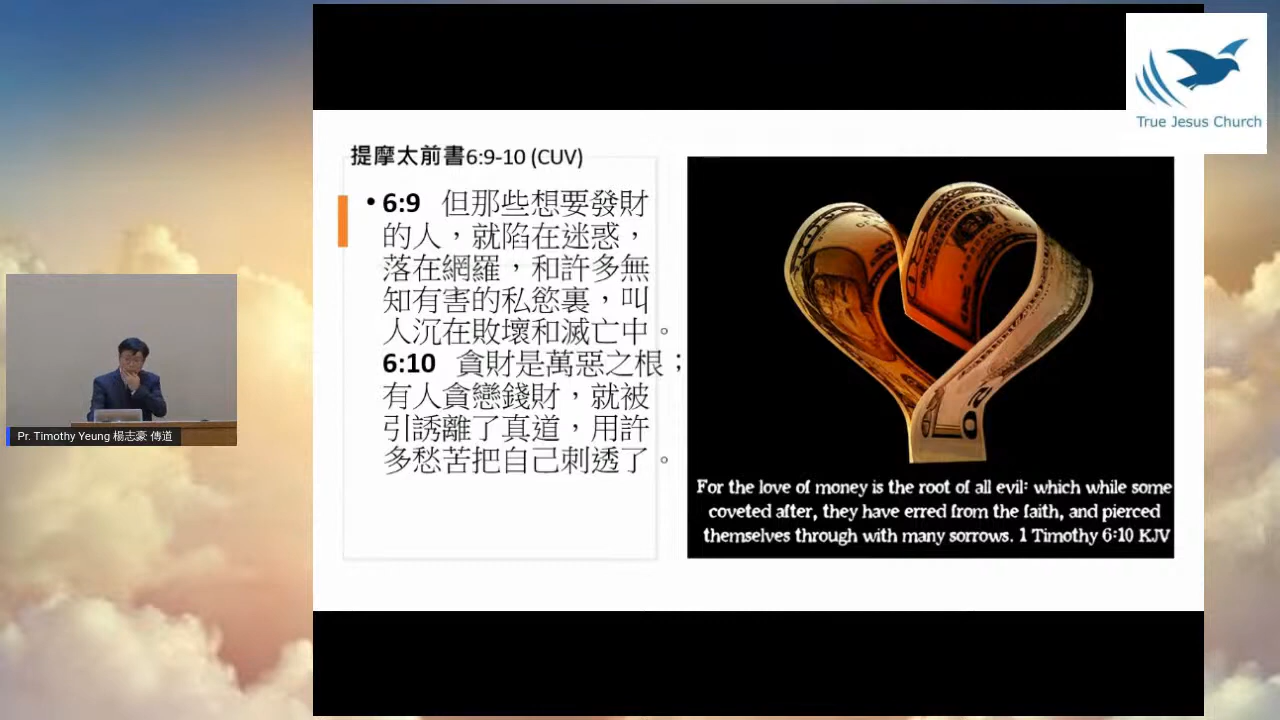 True Jesus Church
提摩太前書6:9-10 (CUV)
• 6:9 但那些想要發財
的人，就陷在迷惑，
落在網羅，和許多無
知有害的私慾裏，叫
人沉在敗壞和滅亡中。
6:10 貪財是萬惡之根；
有人貪戀錢財，就被
引誘離了真道，用許
多愁苦把自己刺透了。
For the love of money is the root of all evil: which while some
coveted after, they have erred from the faith, and pierced
themselves through with many sorrows. 1 Timothy 6:10 KJV
Pr. Timothy Yeung 楊志豪 傳道